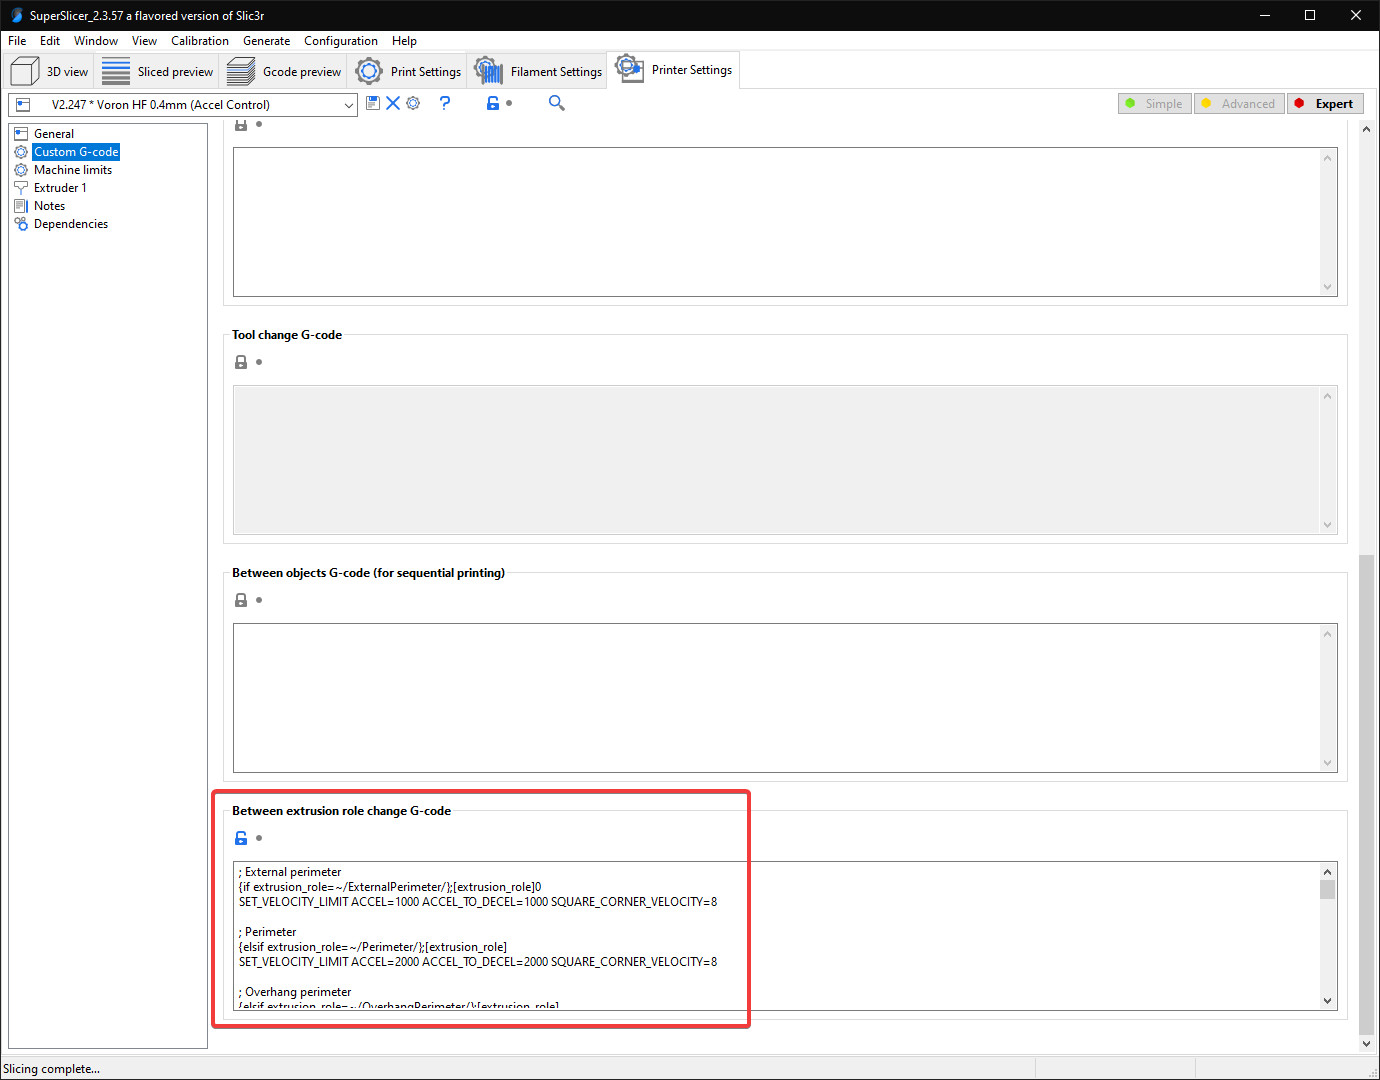 SuperSlicer_2.3.57 a flavored version of Slic3r
File Edit Window View Calibration Generate Configuration Help
3D view Sliced preview Gcode preview Print Settings Filament Settings Printer Settings
V2.247 * Voron HF 0.4mm (Accel Control) ? Simple Advanced Expert
General
Custom G-code
Machine limits
Extruder 1
Notes
Dependencies
Tool change G-code
Between objects G-code (for sequential printing)
Between extrusion role change G-code
; External perimeter
{if extrusion_role=~/ExternalPerimeter/};[extrusion_role]0
SET_VELOCITY_LIMIT ACCEL=1000 ACCEL_TO_DECEL=1000 SQUARE_CORNER_VELOCITY=8
; Perimeter
{elsif extrusion_role=~/Perimeter/};[extrusion_role]
SET_VELOCITY_LIMIT ACCEL=2000 ACCEL_TO_DECEL=2000 SQUARE_CORNER_VELOCITY=8
; Overhang perimeter
{elsif extrusion_role=~/OverhangPerimeter/};[extrusion_role]
Slicing complete...